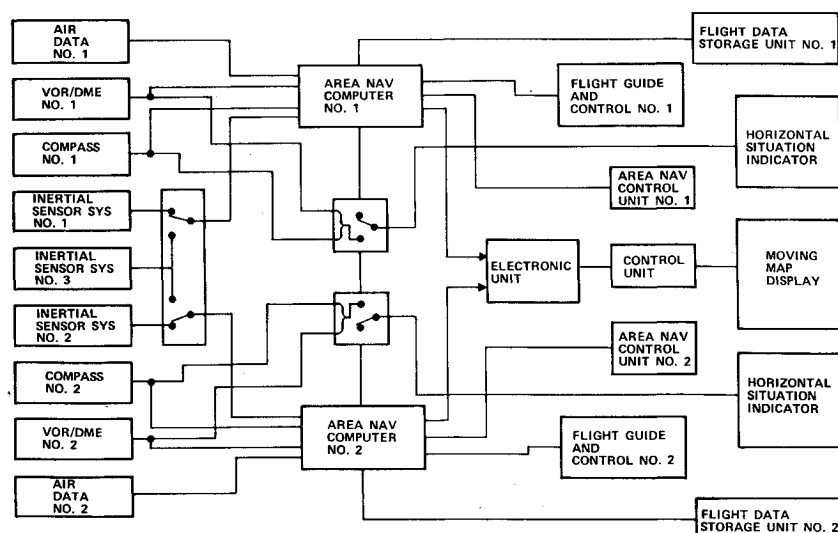 AIR
DATA
NO. 1
VOR/DME
NO. 1
COMPASS
NO. 1
INERTIAL
SENSOR SYS
NO. 1
INERTIAL
SENSOR SYS
NO. 3
INERTIAL
SENSOR SYS
NO. 2
COMPASS
NO. 2
VOR/DME
NO. 2
AIR
DATA
NO. 2
AREA NAV
COMPUTER
NO. 1
AREA NAV
COMPUTER
NO. 2
FLIGHT DATA
STORAGE UNIT NO. 1
FLIGHT GUIDE
AND
CONTROL NO. 1
HORIZONTAL
SITUATION
INDICATOR
AREA NAV
CONTROL
UNIT NO. 1
ELECTRONIC
UNIT
CONTROL
UNIT
MOVING
MAP
DISPLAY
AREA NAV
CONTROL
UNIT NO. 2
HORIZONTAL
SITUATION
INDICATOR
FLIGHT GUIDE
AND
CONTROL NO. 2
FLIGHT DATA
STORAGE UNIT NO. 2